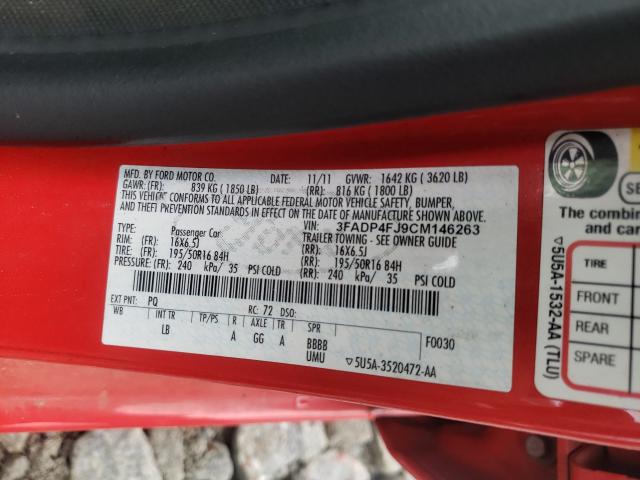 MFD. BY FORD MOTOR CO. DATE: 11/11 GVWR: 1642 KG ( 3620 LB)
GAWR: (FR): 839 KG ( 1850 LB) (RR): 816 KG ( 1800 LB)
THIS VEHICLE CONFORMS TO ALL APPLICABLE FEDERAL MOTOR VEHICLE SAFETY, BUMPER,
AND THEFT PREVENTION STANDARDS IN EFFECT ON THE DATE OF MANUFACTURE SHOWN ABOVE.
VIN: 3FADP4FJ9CM146263
TYPE: Passenger Car TRAILER TOWING - SEE OWNER GUIDE
RIM: (FR): 16X6.5J (RR): 16X6.5J
TIRE: (FR): 195/50R16 84H (RR): 195/50R16 84H
PRESSURE: (FR): 240 kPa/ 35 PSI COLD (RR): 240 kPa/ 35 PSI COLD
EXT PNT: PQ RC: 72 DSO:
WB INT TR TP/PS R AXLE TR SPR F0030
LB A GG A BBBB
UMU ▽5U5A-3520472-AA
The combin
and car
TIRE
FRONT
REAR
SPARE
▽5U5A-1532-AA (TLU)